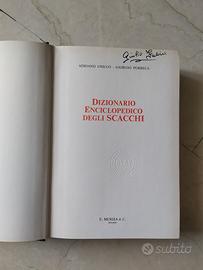 ADRIANO CHICCO - GIORGIO PORRECA
DIZIONARIO
ENCICLOPEDICO
DEGLI SCACCHI
U. MURSIA & C.
subito